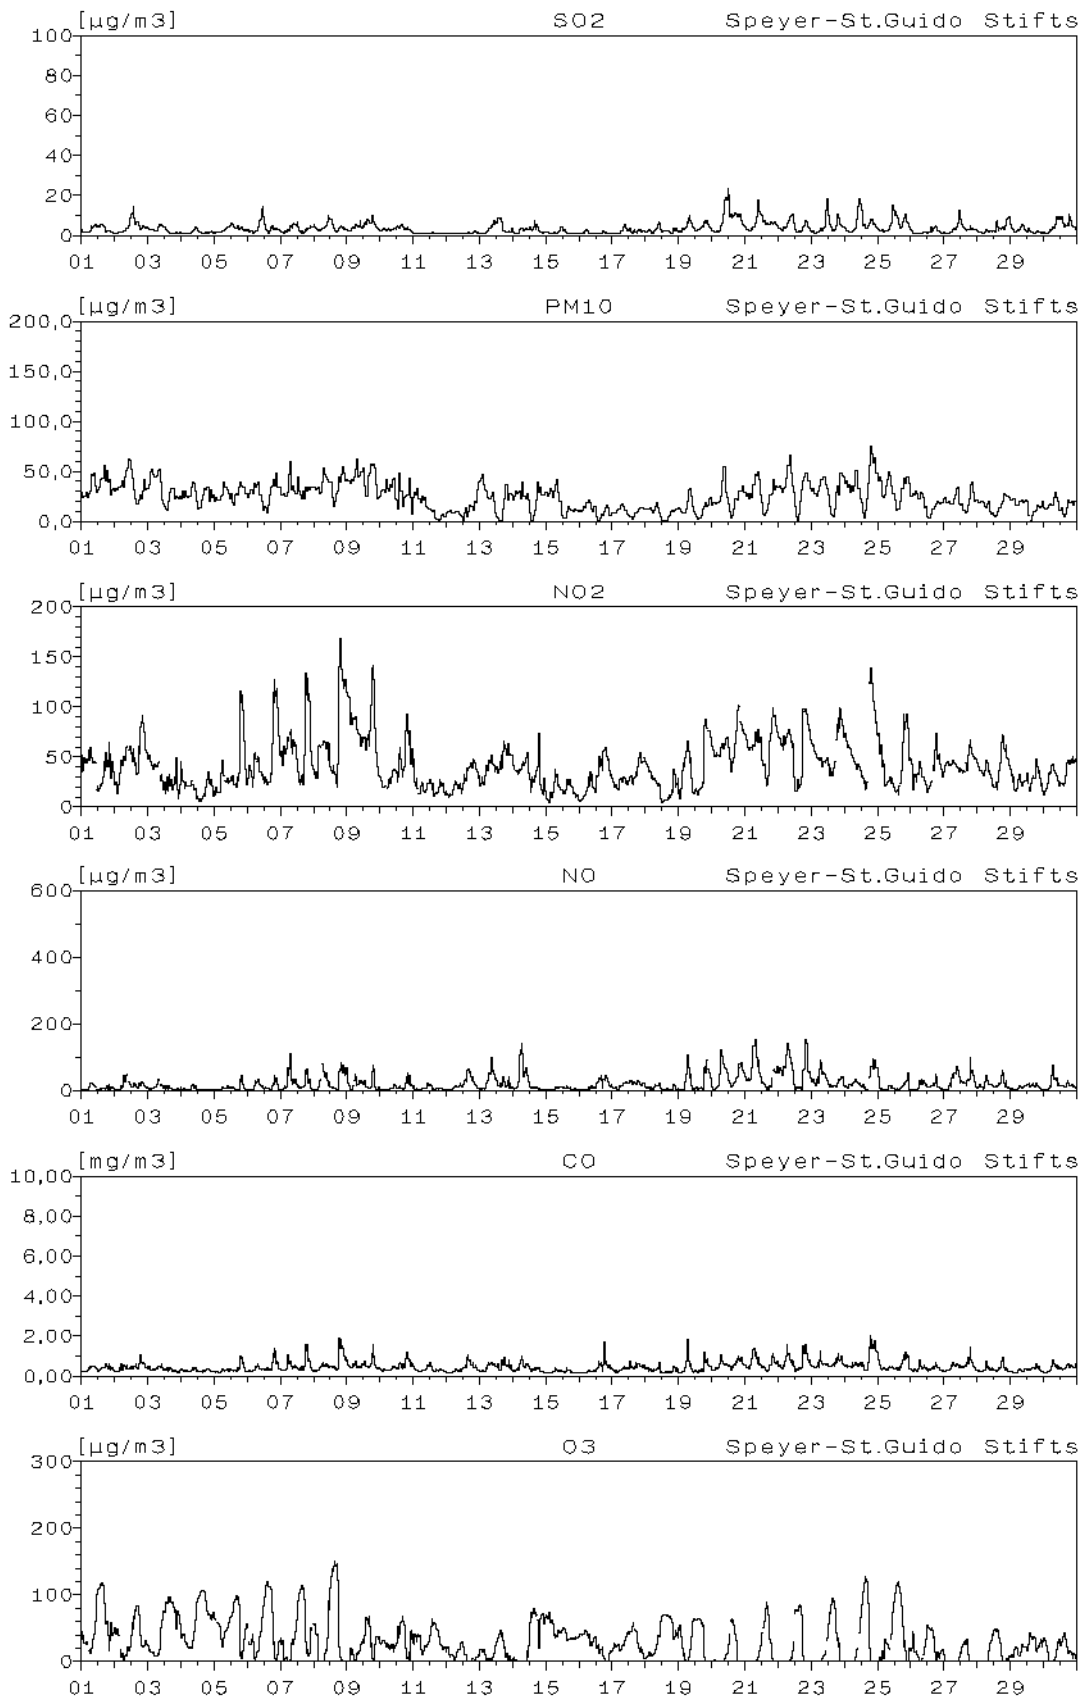 [µg/m3] SO2 Speyer-St.Guido Stifts
100
80
60
40
20
0
01 03 05 07 09 11 13 15 17 19 21 23 25 27 29
[µg/m3] PM10 Speyer-St.Guido Stifts
200,0
150,0
100,0
50,0
0,0
01 03 05 07 09 11 13 15 17 19 21 23 25 27 29
[µg/m3] NO2 Speyer-St.Guido Stifts
200
150
100
50
0
01 03 05 07 09 11 13 15 17 19 21 23 25 27 29
[µg/m3] NO Speyer-St.Guido Stifts
600
400
200
0
01 03 05 07 09 11 13 15 17 19 21 23 25 27 29
[mg/m3] CO Speyer-St.Guido Stifts
10,00
8,00
6,00
4,00
2,00
0,00
01 03 05 07 09 11 13 15 17 19 21 23 25 27 29
[µg/m3] O3 Speyer-St.Guido Stifts
300
200
100
0
01 03 05 07 09 11 13 15 17 19 21 23 25 27 29